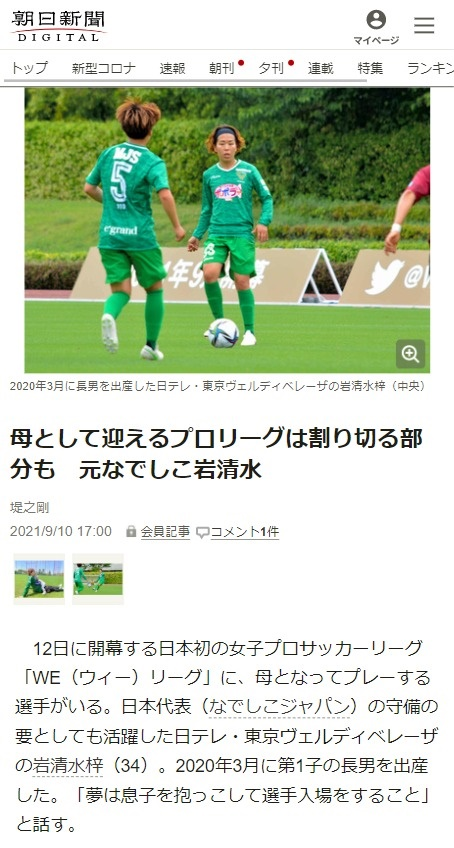 朝日新聞
DIGITAL
マイページ
トップ 新型コロナ 速報 朝刊 夕刊 連載 特集 ランキン
MJS
5
e'grand
@W
2020年3月に長男を出産した日テレ・東京ヴェルディベレーザの岩清水梓（中央）
母として迎えるプロリーグは割り切る部
分も　元なでしこ岩清水
堤之剛
2021/9/10 17:00 会員記事 コメント1件
　12日に開幕する日本初の女子プロサッカーリーグ
「WE（ウィー）リーグ」に、母となってプレーする
選手がいる。日本代表（なでしこジャパン）の守備の
要としても活躍した日テレ・東京ヴェルディベレーザ
の岩清水梓（34）。2020年3月に第1子の長男を出産
した。「夢は息子を抱っこして選手入場をすること」
と話す。